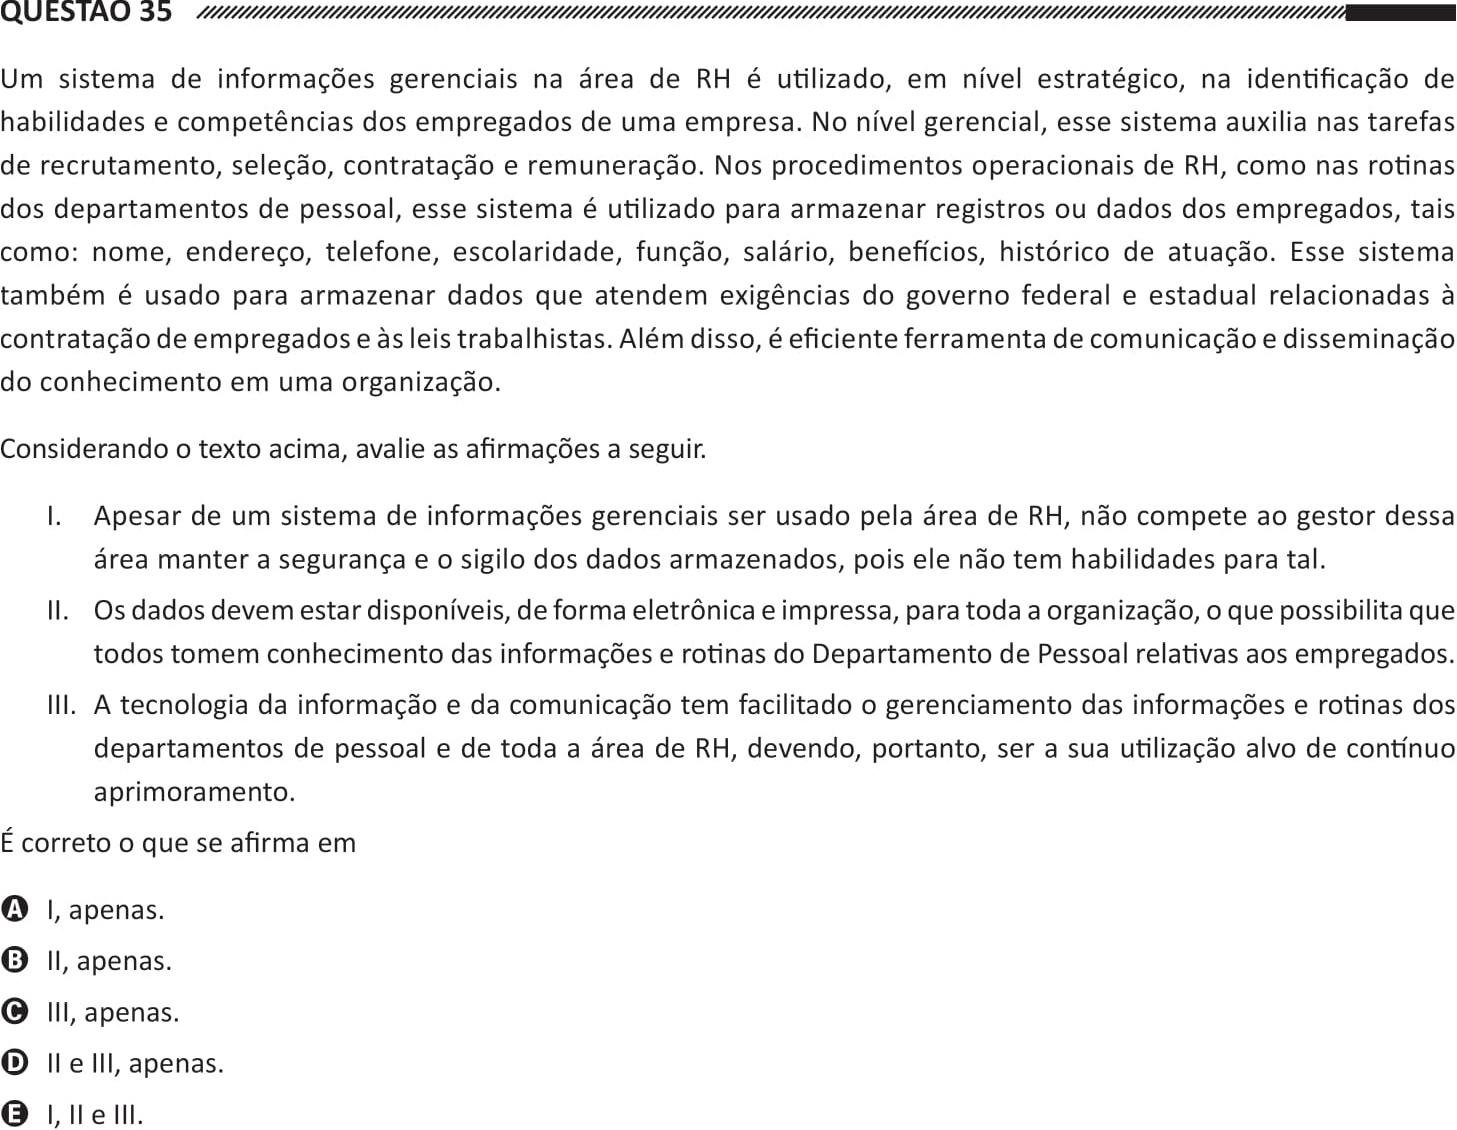 QUESTÃO 35
Um sistema de informações gerenciais na área de RH é utilizado, em nível estratégico, na identificação de
habilidades e competências dos empregados de uma empresa. No nível gerencial, esse sistema auxilia nas tarefas
de recrutamento, seleção, contratação e remuneração. Nos procedimentos operacionais de RH, como nas rotinas
dos departamentos de pessoal, esse sistema é utilizado para armazenar registros ou dados dos empregados, tais
como: nome, endereço, telefone, escolaridade, função, salário, benefícios, histórico de atuação. Esse sistema
também é usado para armazenar dados que atendem exigências do governo federal e estadual relacionadas à
contratação de empregados e às leis trabalhistas. Além disso, é eficiente ferramenta de comunicação e disseminação
do conhecimento em uma organização.
Considerando o texto acima, avalie as afirmações a seguir.
I. Apesar de um sistema de informações gerenciais ser usado pela área de RH, não compete ao gestor dessa
área manter a segurança e o sigilo dos dados armazenados, pois ele não tem habilidades para tal.
II. Os dados devem estar disponíveis, de forma eletrônica e impressa, para toda a organização, o que possibilita que
todos tomem conhecimento das informações e rotinas do Departamento de Pessoal relativas aos empregados.
III. A tecnologia da informação e da comunicação tem facilitado o gerenciamento das informações e rotinas dos
departamentos de pessoal e de toda a área de RH, devendo, portanto, ser a sua utilização alvo de contínuo
aprimoramento.
É correto o que se afirma em
A I, apenas.
B II, apenas.
C III, apenas.
D II e III, apenas.
E I, II e III.